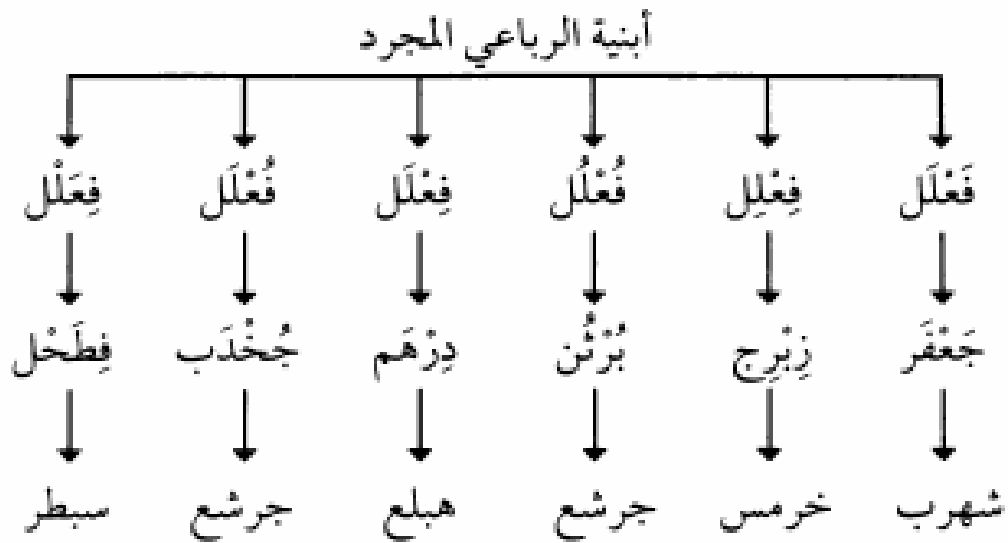 أبنية الرباعي المجرد
فَعْلَل فِعْلِل فُعْلُل فِعْلَل فُعْلَل فِعَلْل
جَعْفَر زِبْرِج بُرْثُن دِرْهَم جُخْدَب فِطَحْل
شهرب خرمس جرشع هبلع جرشع سبطر